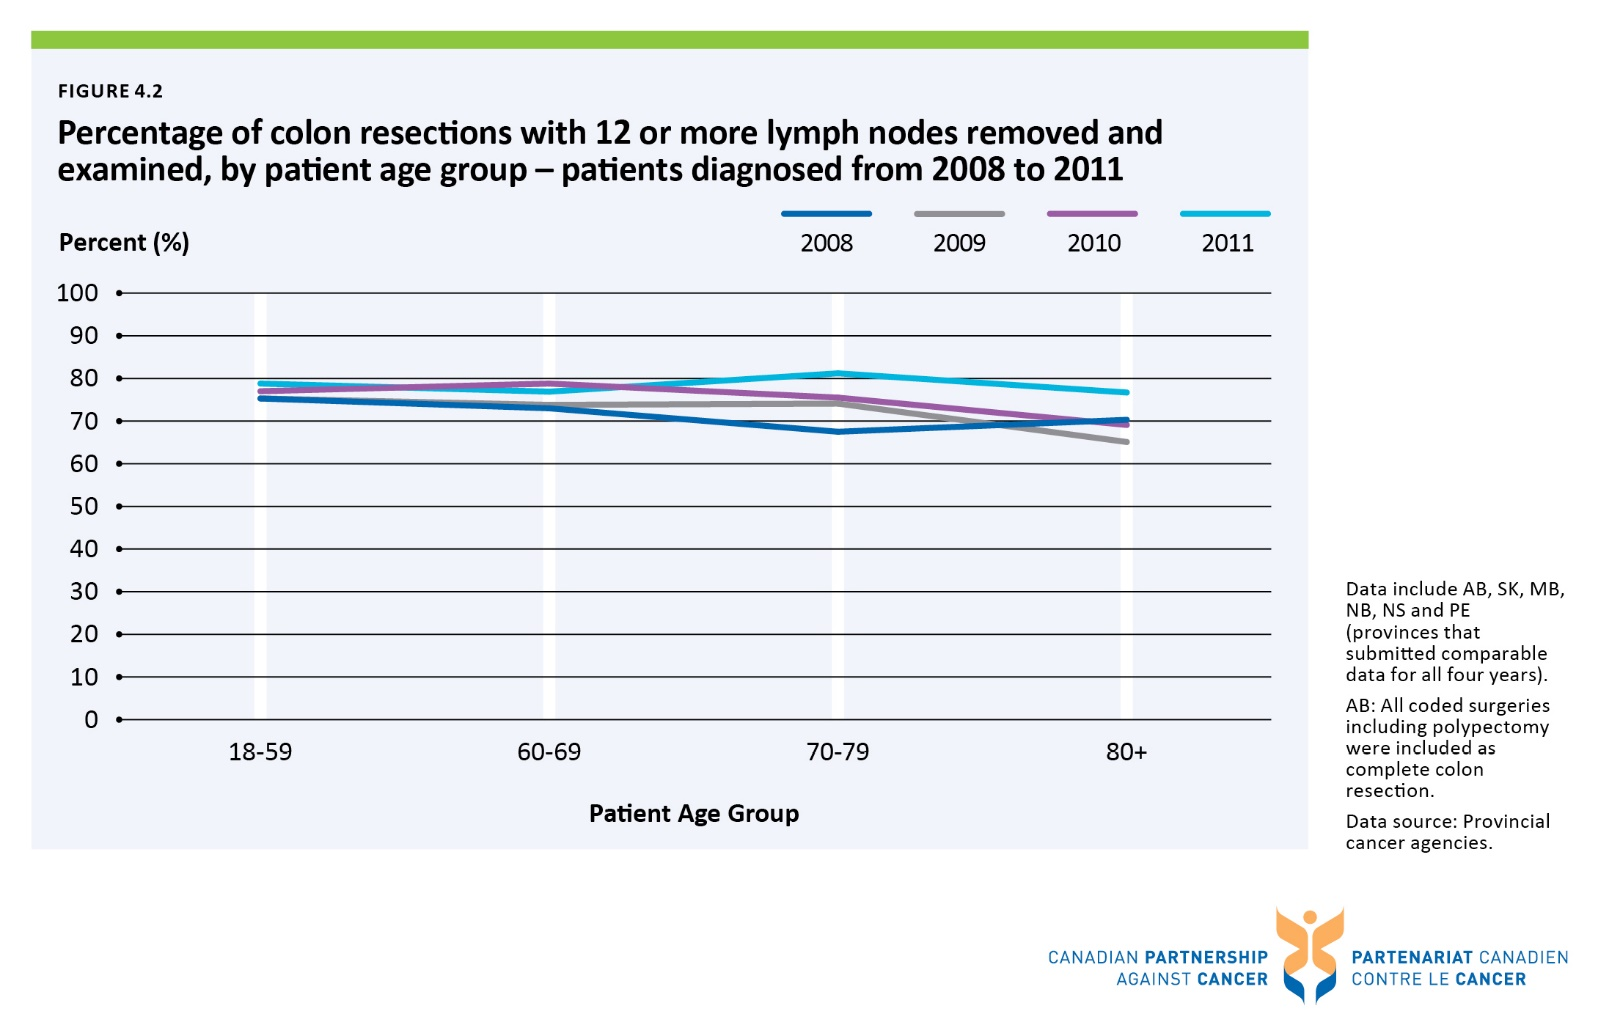 FIGURE 4.2
Percentage of colon resections with 12 or more lymph nodes removed and
examined, by patient age group – patients diagnosed from 2008 to 2011
2008
2009
2010
2011
Percent (%)
100
90
80
70
60
50
40
30
20
10
0
18-59
60-69
70-79
80+
Patient Age Group
Data include AB, SK, MB,
NB, NS and PE
(provinces that
submitted comparable
data for all four years).
AB: All coded surgeries
including polypectomy
were included as
complete colon
resection.
Data source: Provincial
cancer agencies.
CANADIAN PARTNERSHIP
AGAINST CANCER
PARTENARIAT CANADIEN
CONTRE LE CANCER